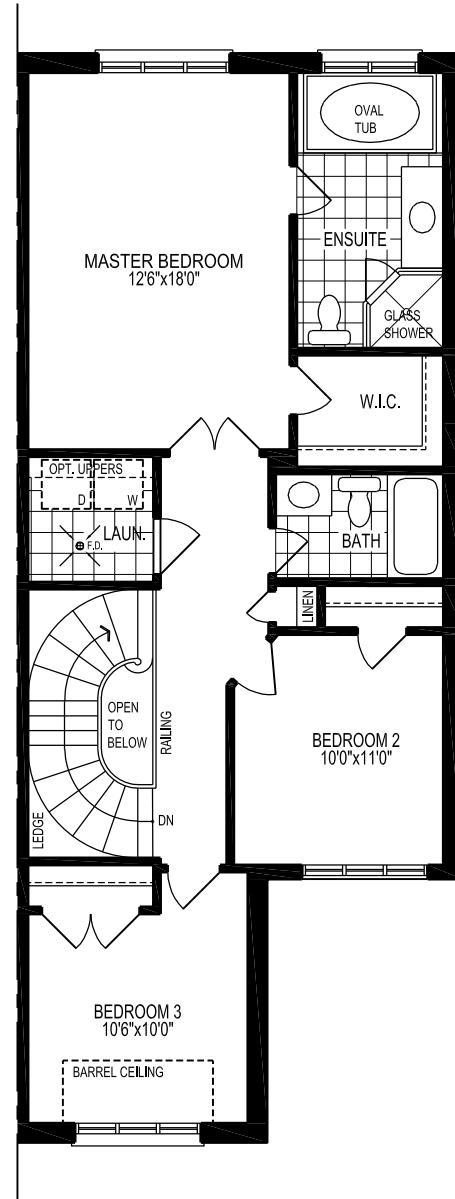 OVAL
TUB
ENSUITE
MASTER BEDROOM
12'6"x18'0"
GLASS
SHOWER
W.I.C.
OPT. UPPERS
D W
LAUN.
F.D.
BATH
LINEN
OPEN
TO
BELOW
RAILING
BEDROOM 2
10'0"x11'0"
DN
LEDGE
BEDROOM 3
10'6"x10'0"
BARREL CEILING